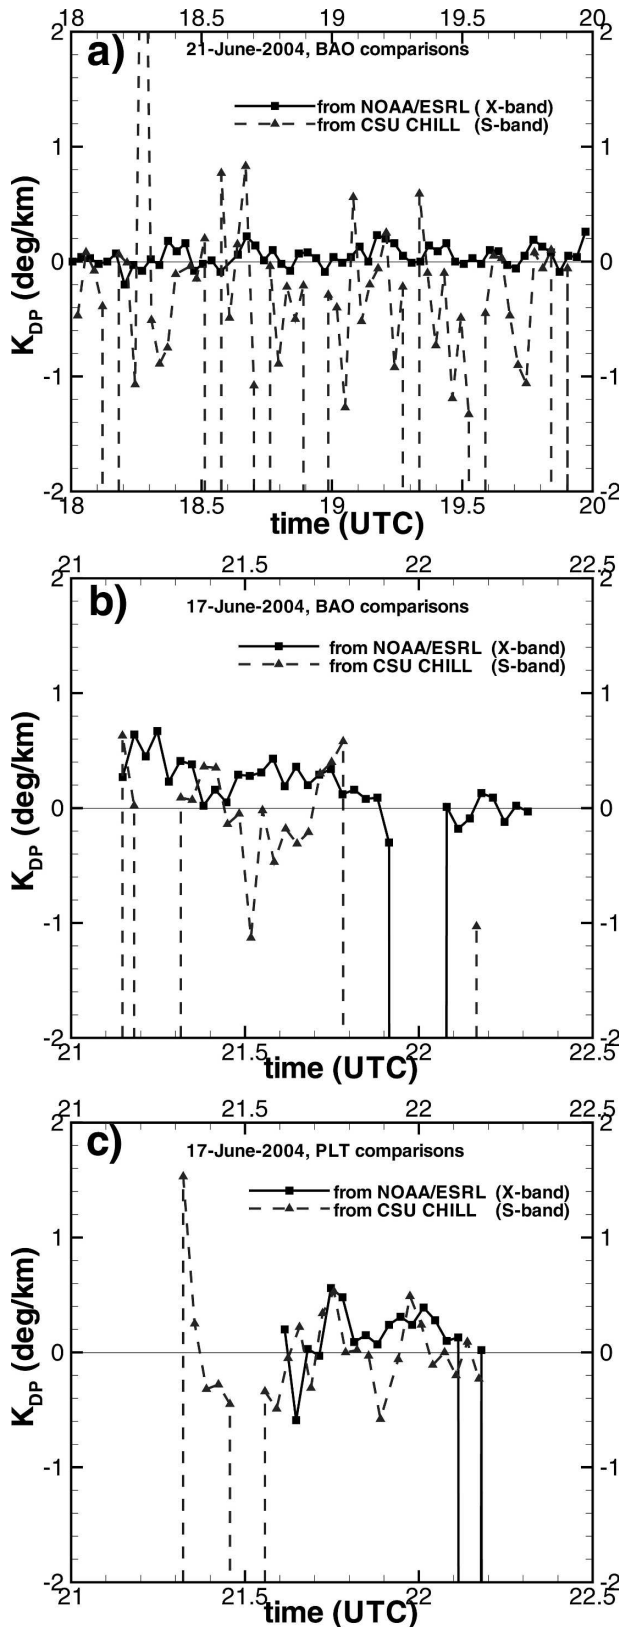 18 18.5 19 19.5 20
a) 21-June-2004, BAO comparisons
from NOAA/ESRL ( X-band)
from CSU CHILL (S-band)
2 2
1 1
0 0
-1 -1
-2 -2
K_DP (deg/km)
18 18.5 19 19.5 20
time (UTC)
21 21.5 22 22.5
b) 17-June-2004, BAO comparisons
from NOAA/ESRL (X-band)
from CSU CHILL (S-band)
2 2
1 1
0 0
-1 -1
-2 -2
K_DP (deg/km)
21 21.5 22 22.5
time (UTC)
21 21.5 22 22.5
c) 17-June-2004, PLT comparisons
from NOAA/ESRL (X-band)
from CSU CHILL (S-band)
2 2
1 1
0 0
-1 -1
-2 -2
K_DP (deg/km)
21 21.5 22 22.5
time (UTC)